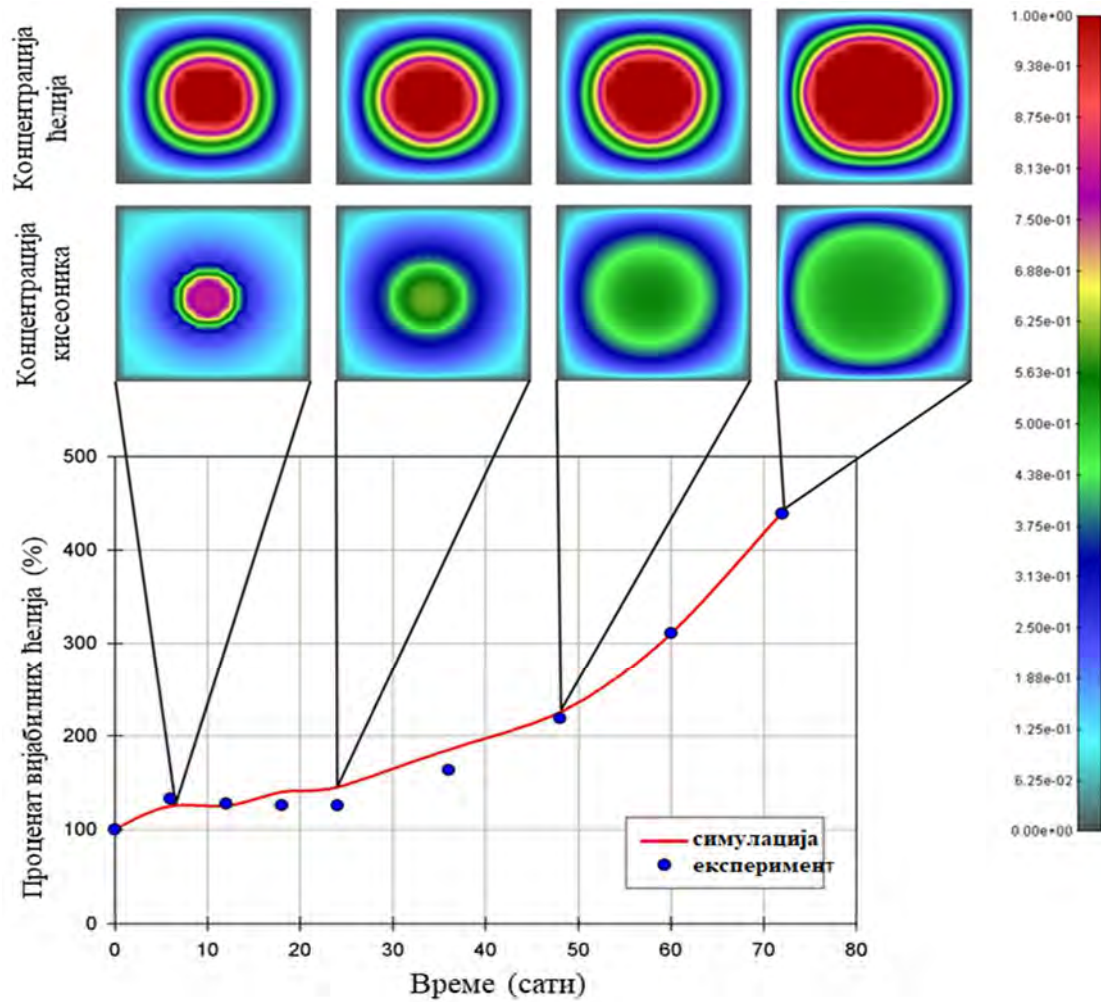 Концентрација
ћелија
Концентрација
кисеоника
1.00e+00
9.38e-01
8.75e-01
8.13e-01
7.50e-01
6.88e-01
6.25e-01
5.63e-01
5.00e-01
4.38e-01
3.75e-01
3.13e-01
2.50e-01
1.88e-01
1.25e-01
6.25e-02
0.00e+00
Проценат вијабилних ћелија (%)
500
400
300
200
100
0
симулација
експеримент
0 10 20 30 40 50 60 70 80
Време (сати)